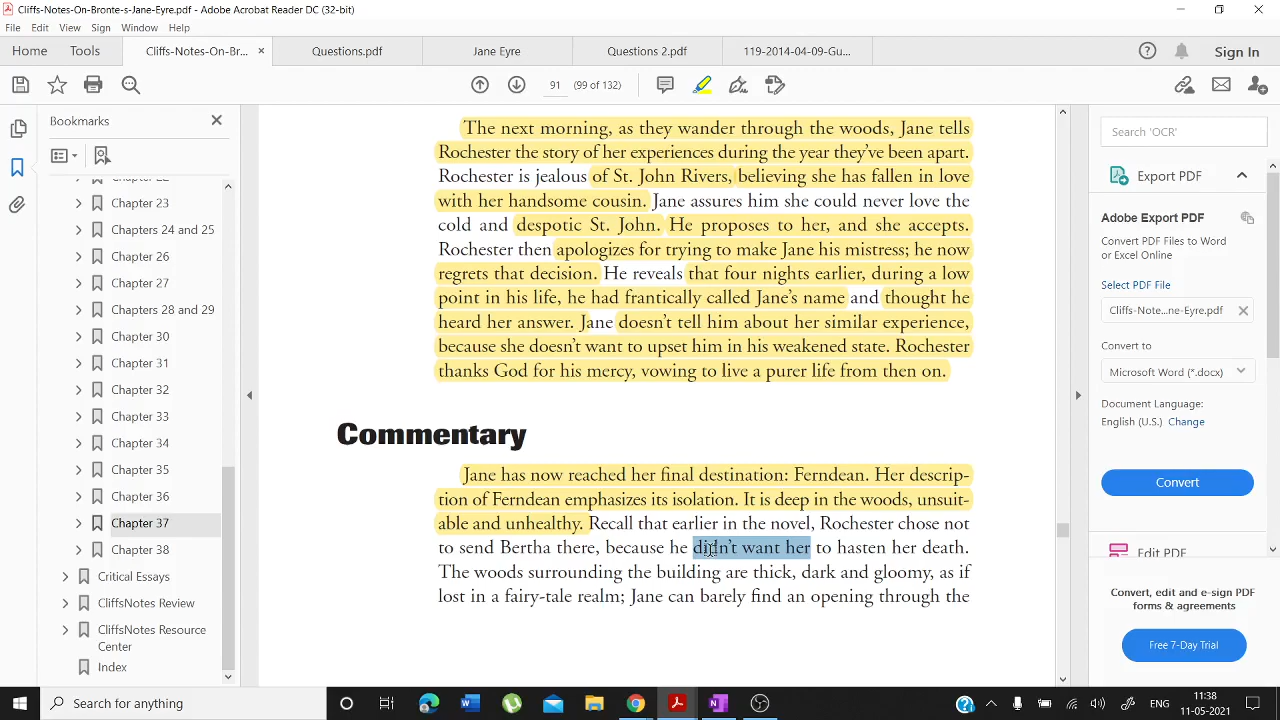 Cliffs-Notes-On-Bronte-s-Jane-Eyre.pdf - Adobe Acrobat Reader DC (32-bit)
File Edit View Sign Window Help
Home Tools Cliffs-Notes-On-Br... × Questions.pdf Jane Eyre Questions 2.pdf 119-2014-04-09-Gu... Sign In
91 (99 of 132)
Bookmarks
Chapter 22
Chapter 23
Chapters 24 and 25
Chapter 26
Chapter 27
Chapters 28 and 29
Chapter 30
Chapter 31
Chapter 32
Chapter 33
Chapter 34
Chapter 35
Chapter 36
Chapter 37
Chapter 38
Critical Essays
CliffsNotes Review
CliffsNotes Resource
Center
Index
The next morning, as they wander through the woods, Jane tells
Rochester the story of her experiences during the year they've been apart.
Rochester is jealous of St. John Rivers, believing she has fallen in love
with her handsome cousin. Jane assures him she could never love the
cold and despotic St. John. He proposes to her, and she accepts.
Rochester then apologizes for trying to make Jane his mistress; he now
regrets that decision. He reveals that four nights earlier, during a low
point in his life, he had frantically called Jane's name and thought he
heard her answer. Jane doesn't tell him about her similar experience,
because she doesn't want to upset him in his weakened state. Rochester
thanks God for his mercy, vowing to live a purer life from then on.
Commentary
Jane has now reached her final destination: Ferndean. Her descrip-
tion of Ferndean emphasizes its isolation. It is deep in the woods, unsuit-
able and unhealthy. Recall that earlier in the novel, Rochester chose not
to send Bertha there, because he didn't want her to hasten her death.
The woods surrounding the building are thick, dark and gloomy, as if
lost in a fairy-tale realm; Jane can barely find an opening through the
Search 'OCR'
Export PDF
Adobe Export PDF
Convert PDF Files to Word
or Excel Online
Select PDF File
Cliffs-Note...ne-Eyre.pdf
Convert to
Microsoft Word (*.docx)
Document Language:
English (U.S.) Change
Convert
Edit PDF
Convert, edit and e-sign PDF
forms & agreements
Free 7-Day Trial
Search for anything
ENG
11:38
11-05-2021